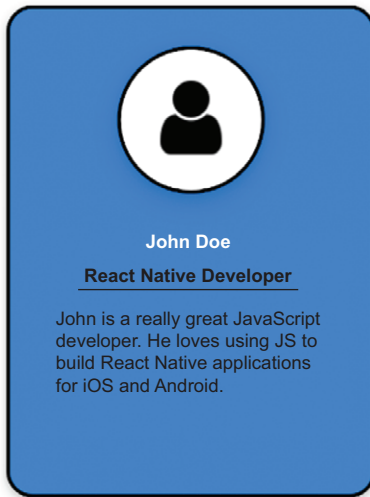 John Doe
React Native Developer
John is a really great JavaScript
developer. He loves using JS to
build React Native applications
for iOS and Android.